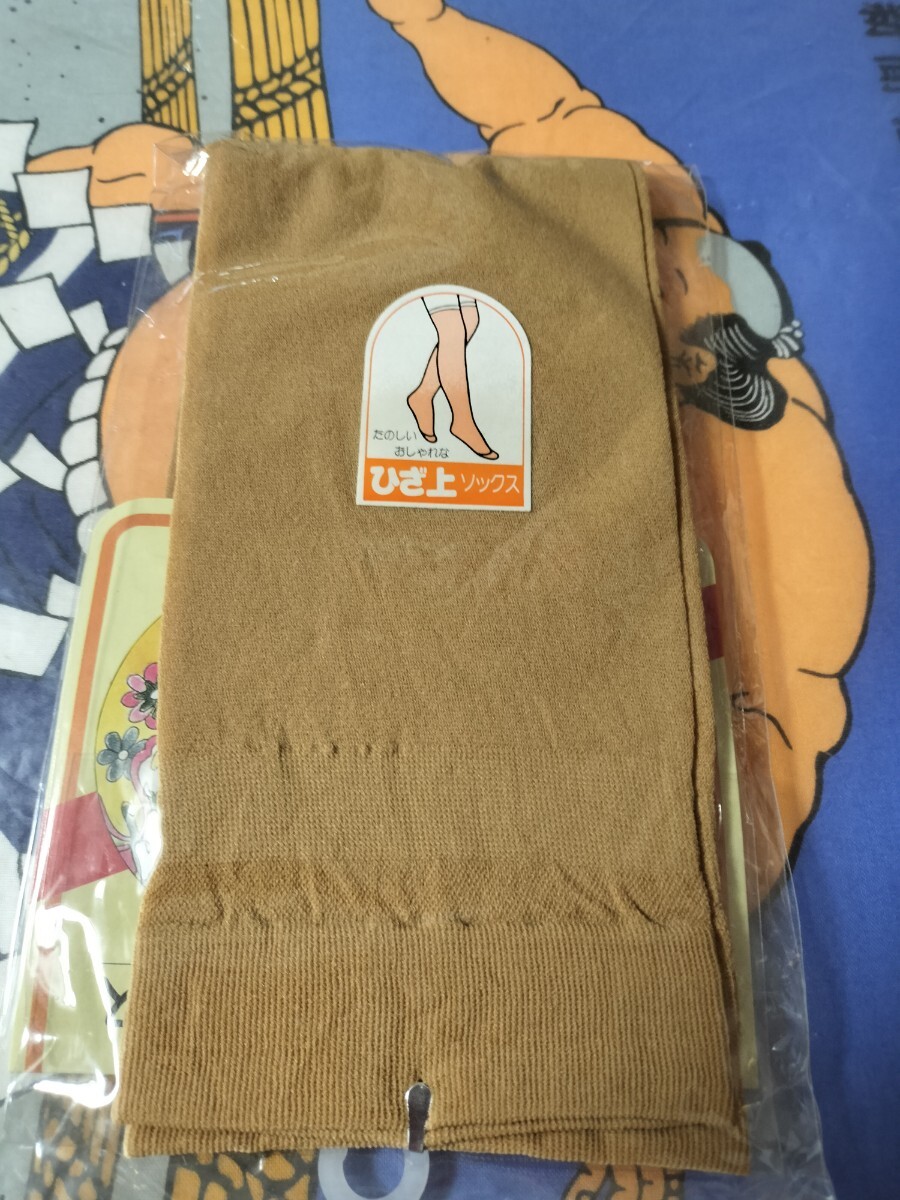 たのしい
おしゃれな
ひざ上ソックス